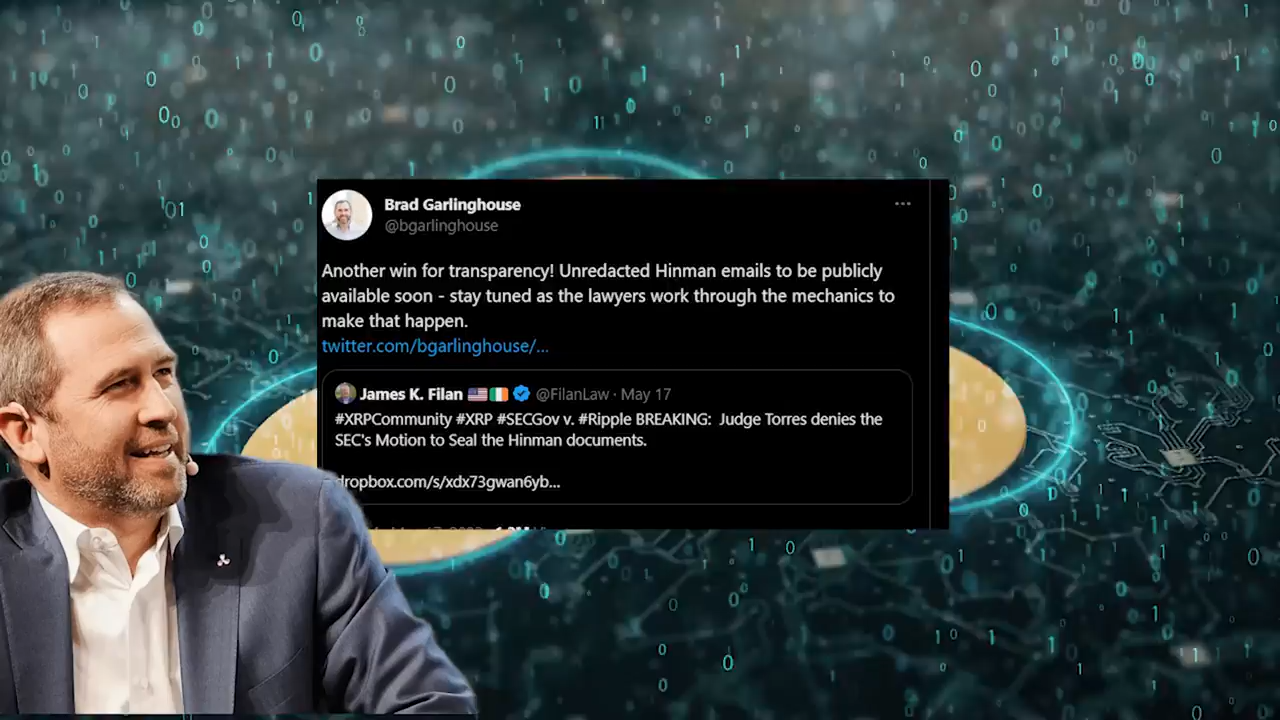 Brad Garlinghouse
@bgarlinghouse
Another win for transparency! Unredacted Hinman emails to be publicly
available soon - stay tuned as the lawyers work through the mechanics to
make that happen.
twitter.com/bgarlinghouse/...
James K. Filan 🇺🇸🇮🇪 @FilanLaw · May 17
#XRPCommunity #XRP #SECGov v. #Ripple BREAKING: Judge Torres denies the
SEC's Motion to Seal the Hinman documents.
dropbox.com/s/xdx73gwan6yb...